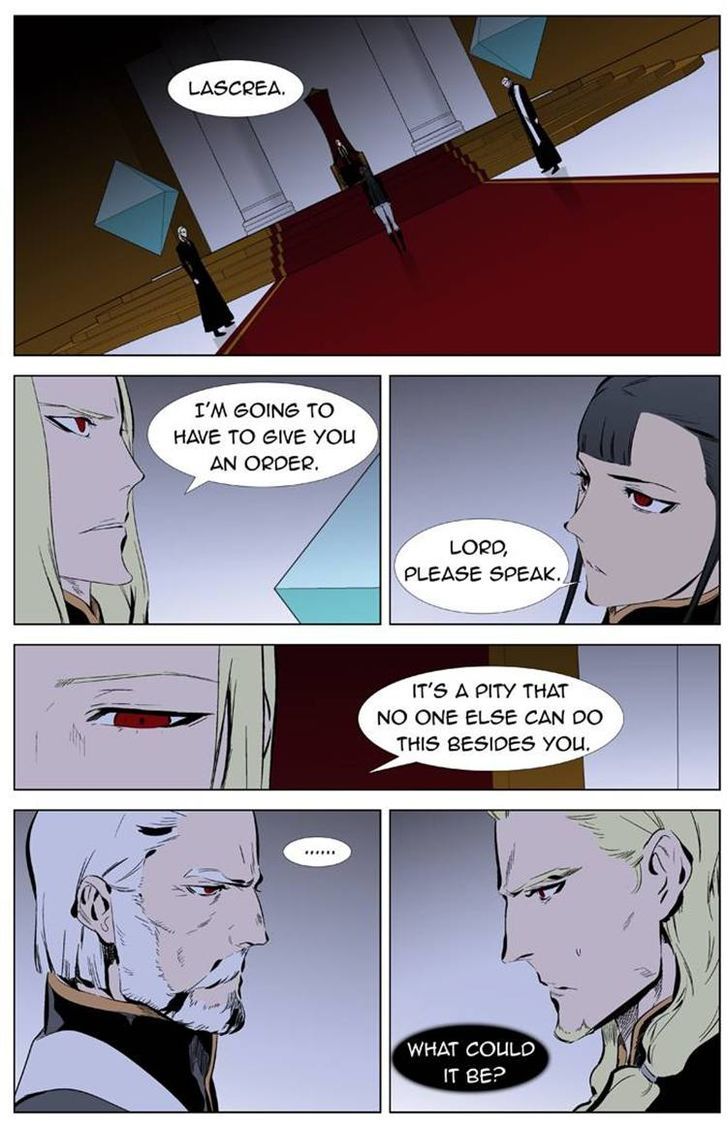 LASCREA.
I'M GOING TO
HAVE TO GIVE YOU
AN ORDER.
LORD,
PLEASE SPEAK.
IT'S A PITY THAT
NO ONE ELSE CAN DO
THIS BESIDES YOU.
......
WHAT COULD
IT BE?